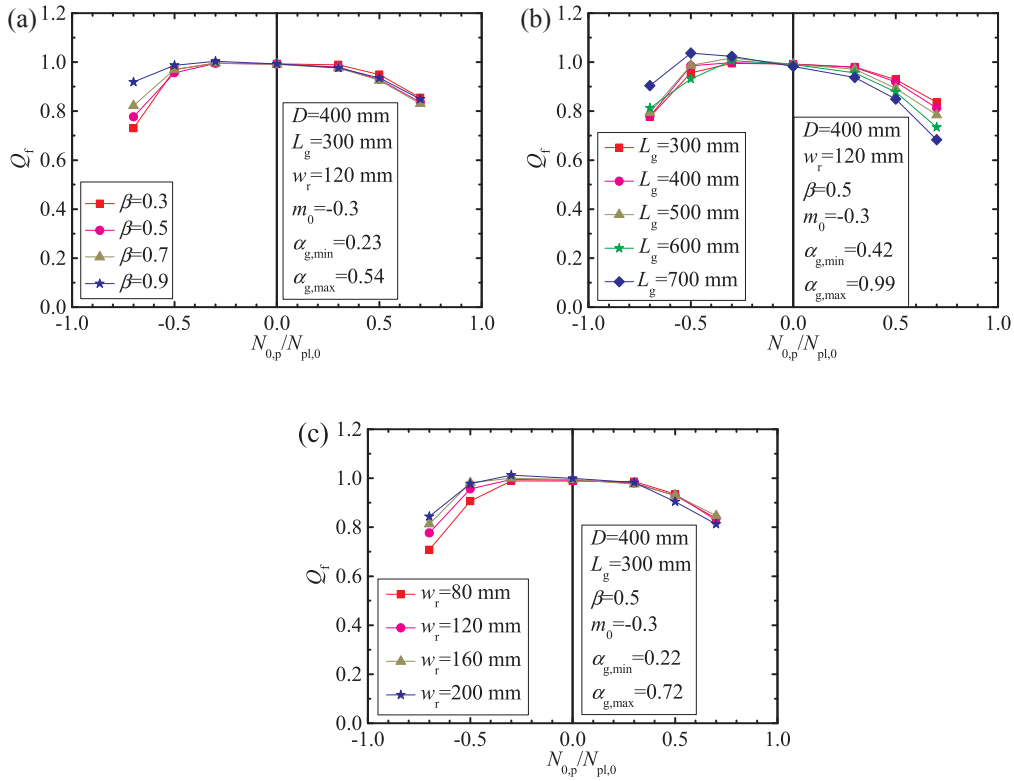 (a)
1.2
1.0
0.8
0.6
0.4
0.2
0.0
Qf
β=0.3
β=0.5
β=0.7
β=0.9
D=400 mm
Lg=300 mm
wr=120 mm
m0=-0.3
αg,min=0.23
αg,max=0.54
-1.0 -0.5 0.0 0.5 1.0
N0,p/Npl,0
(b)
1.2
1.0
0.8
0.6
0.4
0.2
0.0
Qf
Lg=300 mm
Lg=400 mm
Lg=500 mm
Lg=600 mm
Lg=700 mm
D=400 mm
wr=120 mm
β=0.5
m0=-0.3
αg,min=0.42
αg,max=0.99
-1.0 -0.5 0.0 0.5 1.0
N0,p/Npl,0
(c)
1.2
1.0
0.8
0.6
0.4
0.2
0.0
Qf
wr=80 mm
wr=120 mm
wr=160 mm
wr=200 mm
D=400 mm
Lg=300 mm
β=0.5
m0=-0.3
αg,min=0.22
αg,max=0.72
-1.0 -0.5 0.0 0.5 1.0
N0,p/Npl,0